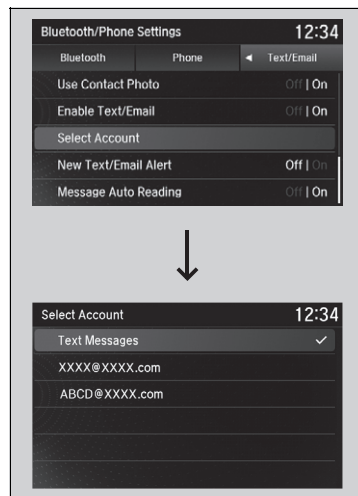 Bluetooth/Phone Settings 12:34
Bluetooth Phone Text/Email
Use Contact Photo Off | On
Enable Text/Email Off | On
Select Account
New Text/Email Alert Off | On
Message Auto Reading Off | On
Select Account 12:34
Text Messages
XXXX@XXXX.com
ABCD@XXXX.com